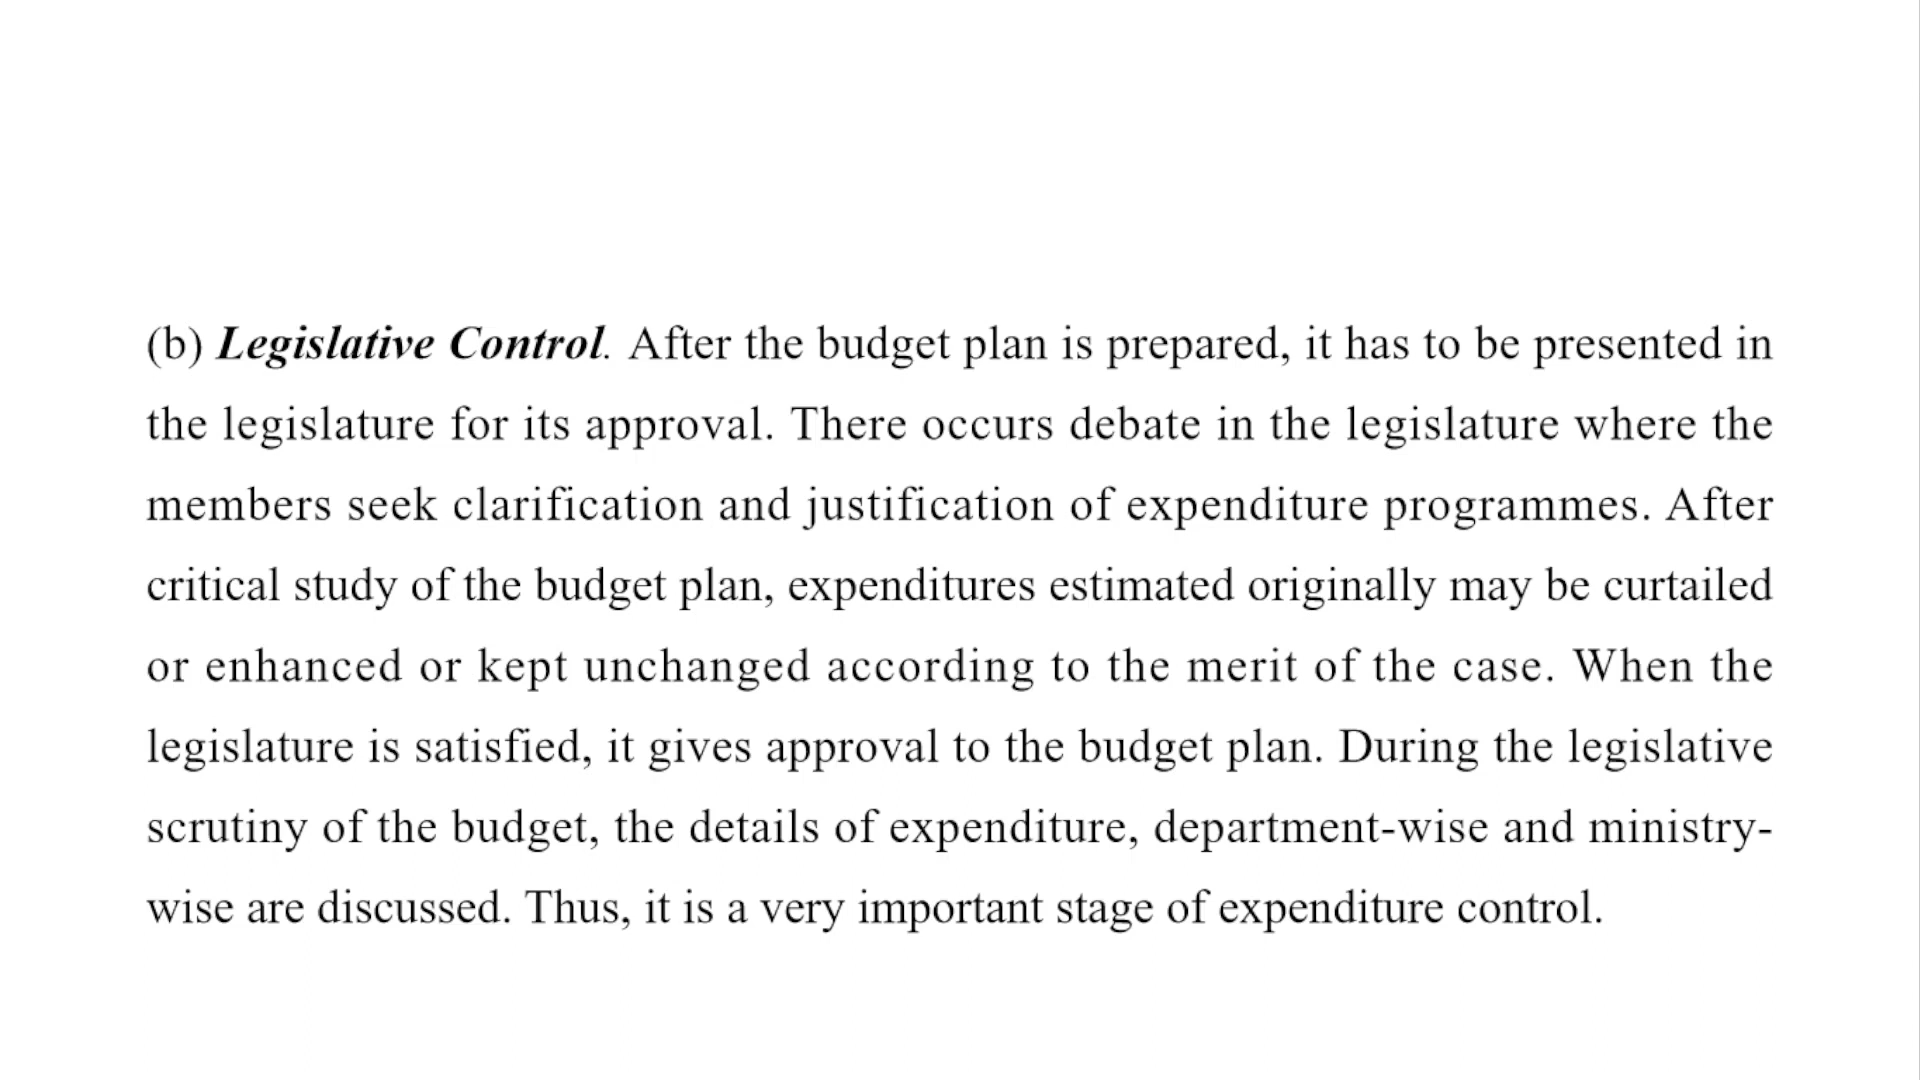 (b) Legislative Control. After the budget plan is prepared, it has to be presented in
the legislature for its approval. There occurs debate in the legislature where the
members seek clarification and justification of expenditure programmes. After
critical study of the budget plan, expenditures estimated originally may be curtailed
or enhanced or kept unchanged according to the merit of the case. When the
legislature is satisfied, it gives approval to the budget plan. During the legislative
scrutiny of the budget, the details of expenditure, department-wise and ministry-
wise are discussed. Thus, it is a very important stage of expenditure control.